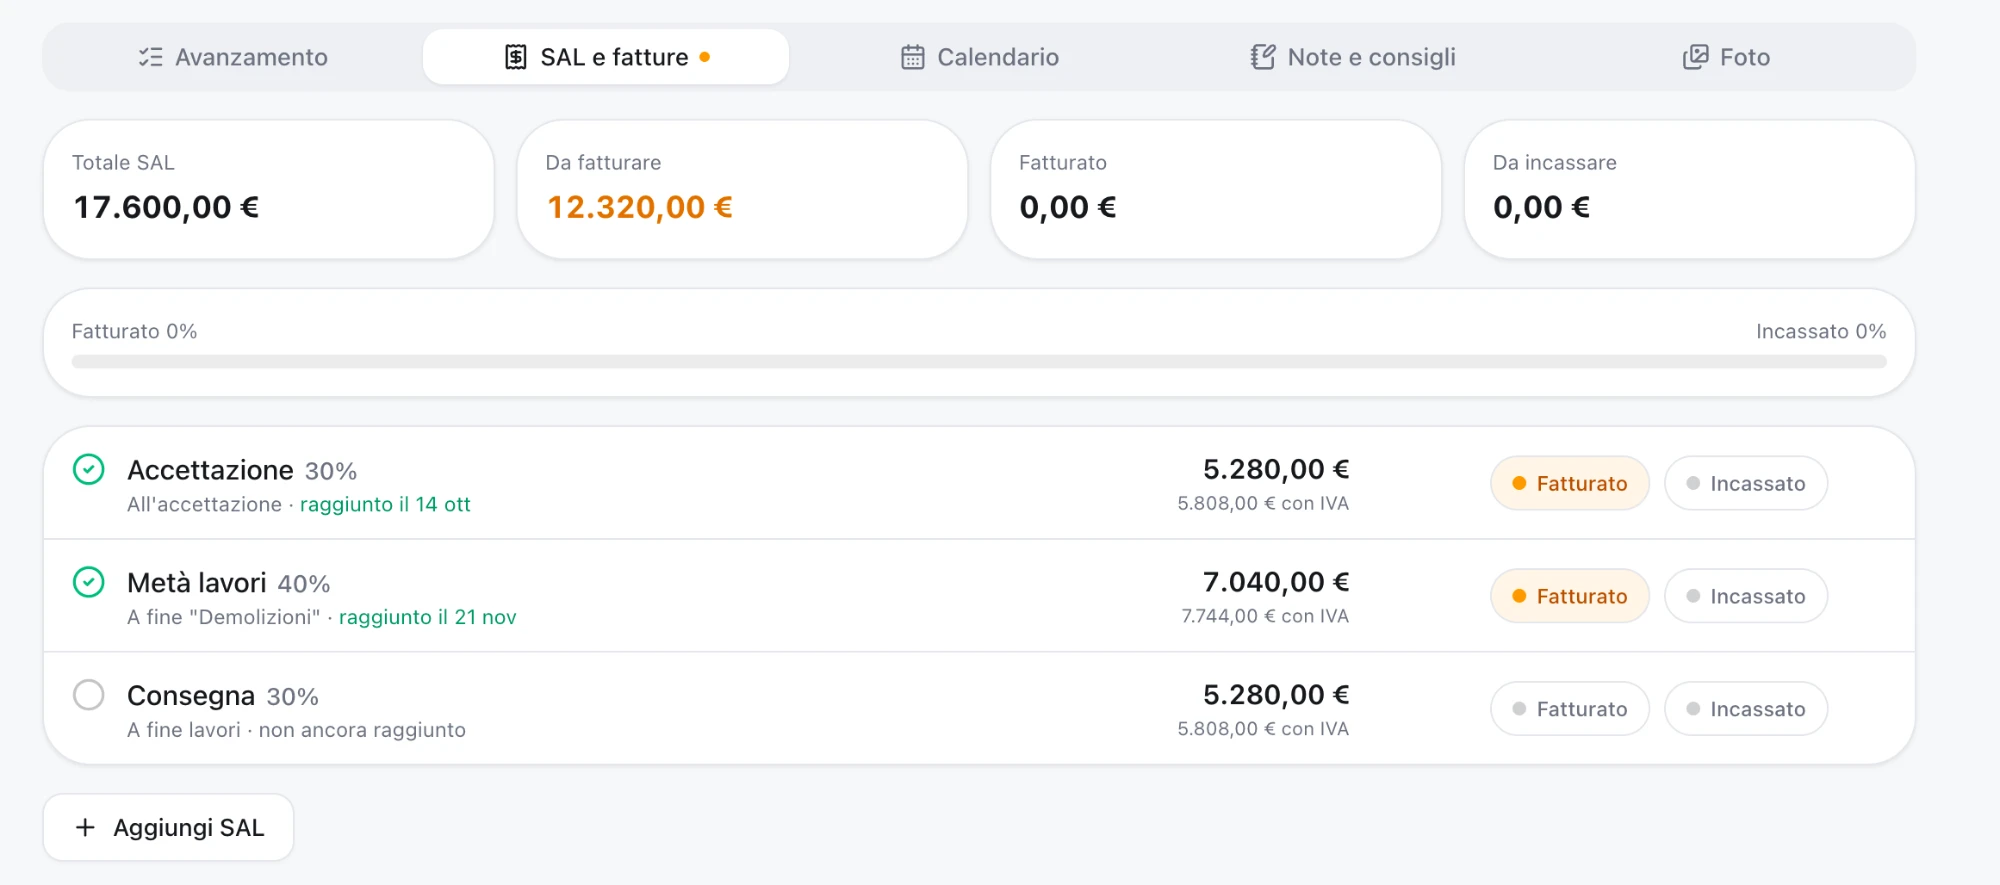 Avanzamento
SAL e fatture
Calendario
Note e consigli
Foto
Totale SAL
17.600,00 €
Da fatturare
12.320,00 €
Fatturato
0,00 €
Da incassare
0,00 €
Fatturato 0%
Incassato 0%
Accettazione 30%
All'accettazione · raggiunto il 14 ott
5.280,00 €
5.808,00 € con IVA
Fatturato
Incassato
Metà lavori 40%
A fine "Demolizioni" · raggiunto il 21 nov
7.040,00 €
7.744,00 € con IVA
Fatturato
Incassato
Consegna 30%
A fine lavori · non ancora raggiunto
5.280,00 €
5.808,00 € con IVA
Fatturato
Incassato
+ Aggiungi SAL